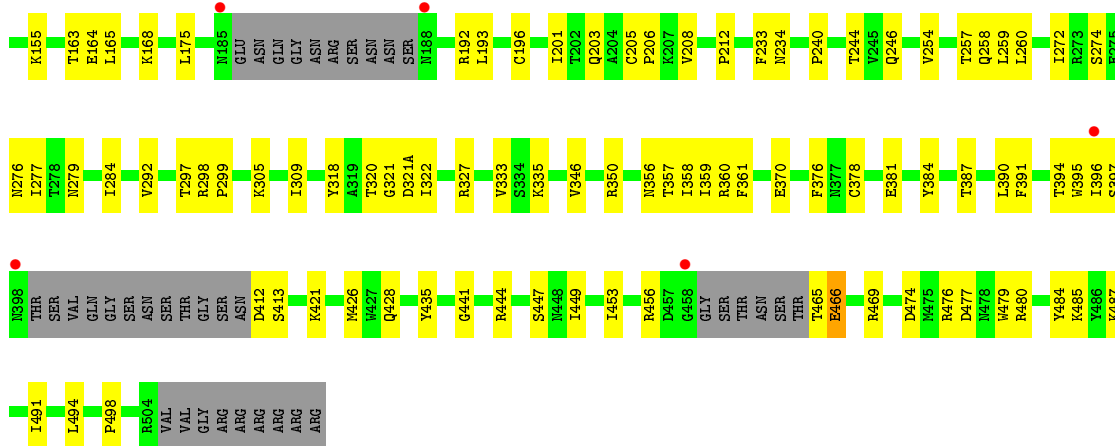 K155 T163 E164 L165 K168 L175 N185 GLU ASN GLN GLY ASN ARG SER ASN ASN SER N188 R192 L193 C196 I201 T202 Q203 A204 C205 P206 K207 V208 P212 F233 N234 P240 T244 V245 Q246 V254 T257 Q258 L259 L260 I272 R273 S274 E275
N276 I277 T278 N279 I284 V292 T297 R298 P299 K305 I309 Y318 A319 T320 G321 D321A I322 R327 V333 S334 K335 V346 R350 N356 T357 I358 I359 R360 F361 E370 F376 N377 C378 E381 Y384 T387 L390 F391 T394 W395 I396 S397
N398 THR SER VAL GLN GLY SER ASN SER THR GLY SER ASN D412 S413 K421 M426 W427 Q428 Y435 G441 R444 S447 N448 I449 I453 R456 D457 G458 GLY SER THR ASN SER THR T465 E466 R469 D474 M475 R476 D477 N478 W479 R480 Y484 K485 Y486 K487
I491 L494 P498 R504 VAL VAL GLY ARG ARG ARG ARG ARG ARG